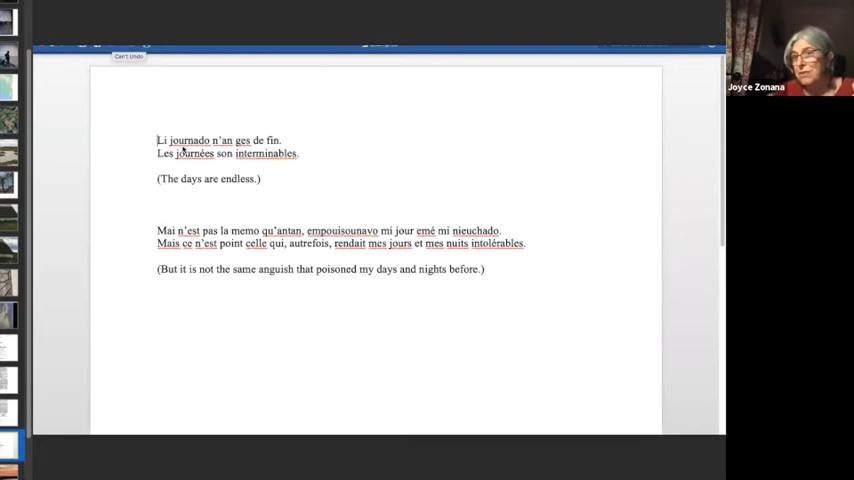 Can't Undo
Joyce Zonana
Li journado n'an ges de fin.
Les journées son interminables.
(The days are endless.)
Mai n'est pas la memo qu'antan, empouisounavo mi jour emé mi nieuchado.
Mais ce n'est point celle qui, autrefois, rendait mes jours et mes nuits intolérables.
(But it is not the same anguish that poisoned my days and nights before.)